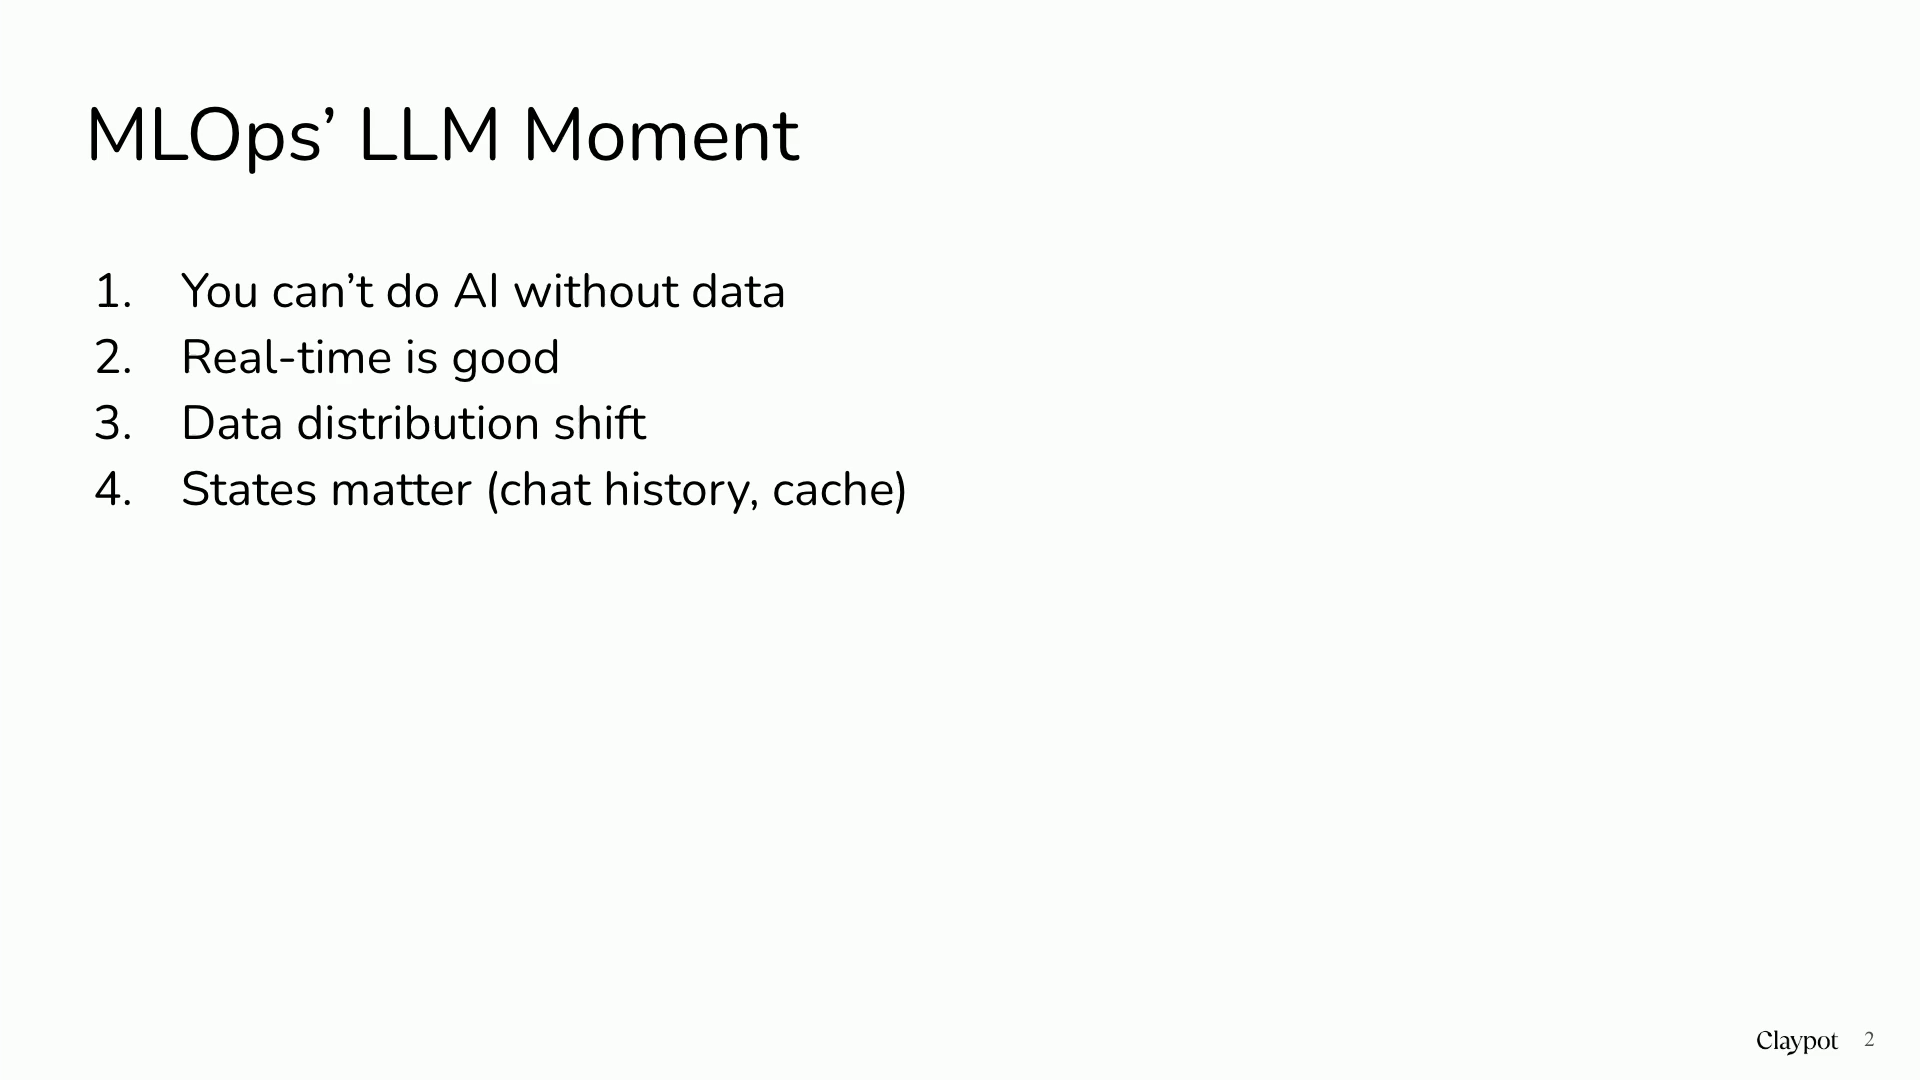 MLOps’ LLM Moment
1. You can’t do AI without data
2. Real-time is good
3. Data distribution shift
4. States matter (chat history, cache)
Claypot 2